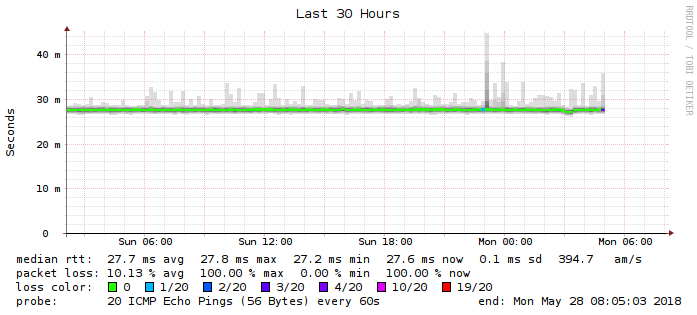 Last 30 Hours
RRDTOOL / TOBI OETIKER
Seconds
40 m
30 m
20 m
10 m
0
Sun 06:00 Sun 12:00 Sun 18:00 Mon 00:00 Mon 06:00
median rtt: 27.7 ms avg 27.8 ms max 27.2 ms min 27.6 ms now 0.1 ms sd 394.7 am/s
packet loss: 10.13 % avg 100.00 % max 0.00 % min 100.00 % now
loss color: 0 1/20 2/20 3/20 4/20 10/20 19/20
probe: 20 ICMP Echo Pings (56 Bytes) every 60s end: Mon May 28 08:05:03 2018